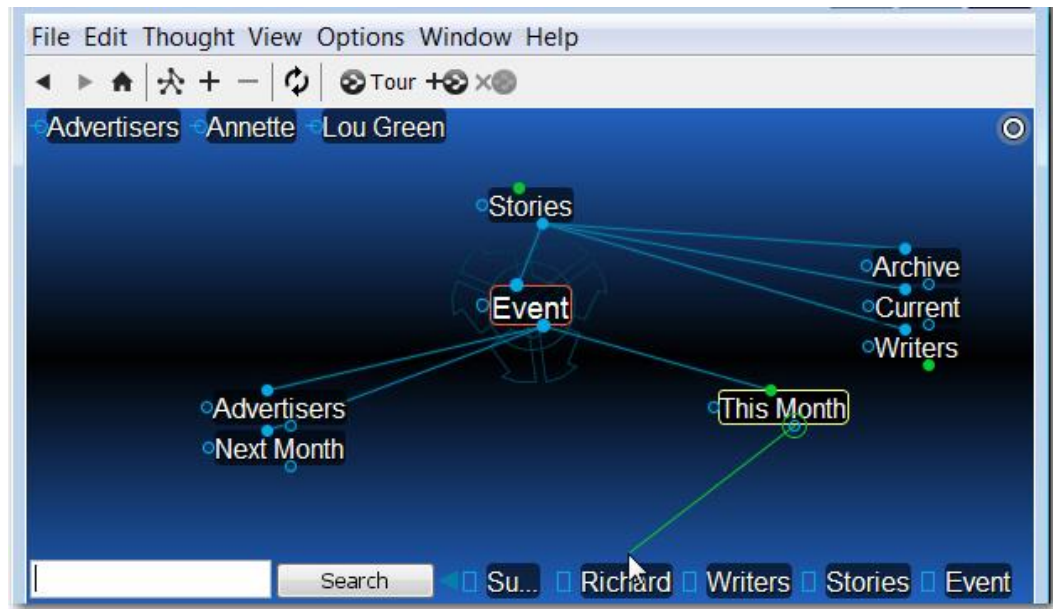 File Edit Thought View Options Window Help
Tour
Advertisers Annette Lou Green
Stories
Archive
Event
Current
Writers
Advertisers
This Month
Next Month
Search Su... Richard Writers Stories Event